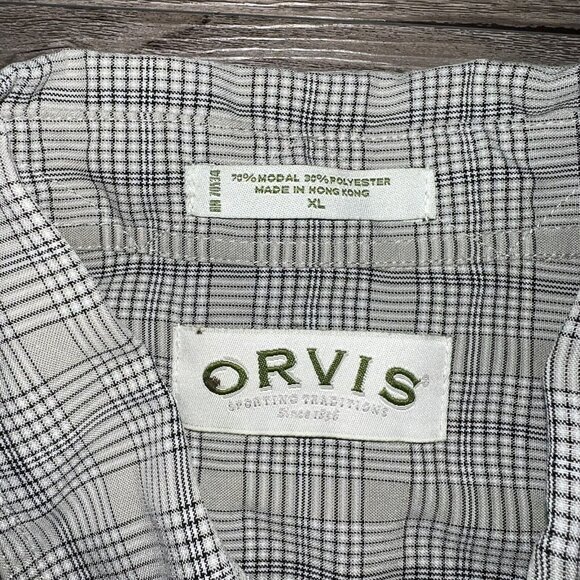 70% MODAL 30% POLYESTER
MADE IN HONG KONG
XL
ORVIS
SPORTING TRADITIONS
Since 1856